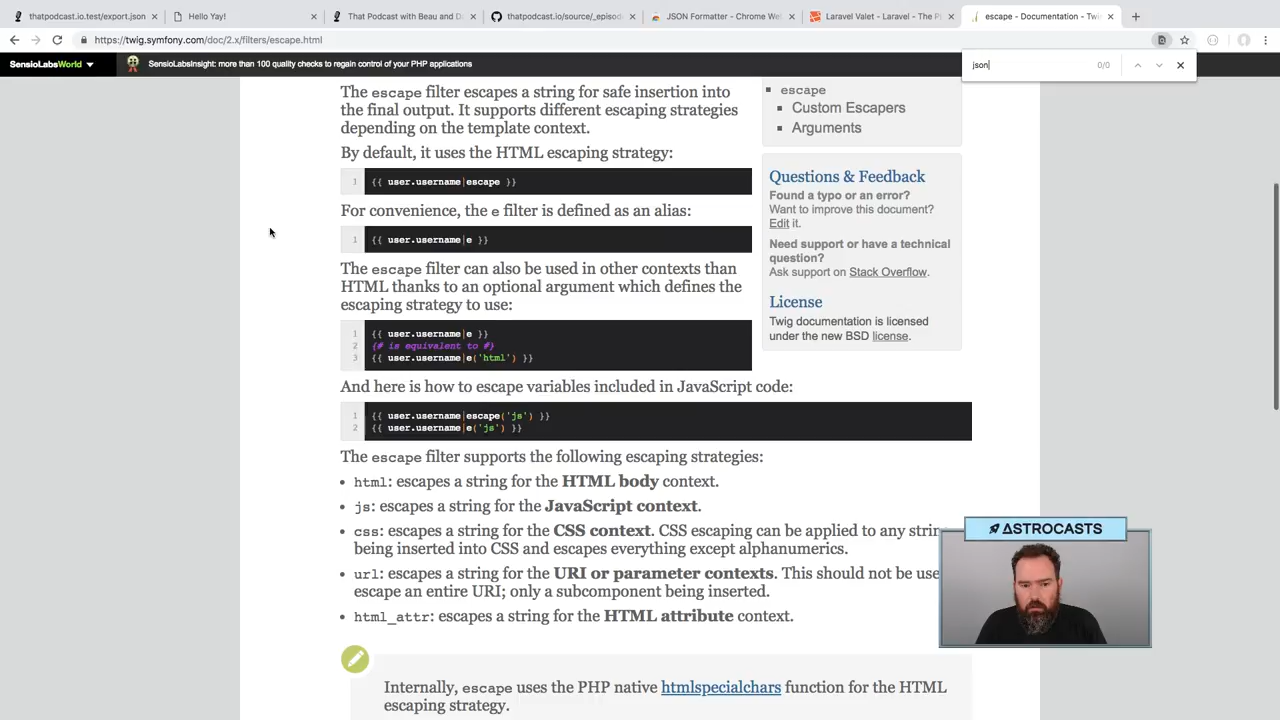 thatpodcast.io.test/export.json
Hello Yay!
That Podcast with Beau and Da
thatpodcast.io/source/_episode
JSON Formatter - Chrome We
Laravel Valet - Laravel - The P
escape - Documentation - Twi
https://twig.symfony.com/doc/2.x/filters/escape.html
json
0/0
SensioLabsWorld
SensioLabsInsight: more than 100 quality checks to regain control of your PHP applications
The escape filter escapes a string for safe insertion into
the final output. It supports different escaping strategies
depending on the template context.
By default, it uses the HTML escaping strategy:
1 {{ user.username|escape }}
For convenience, the e filter is defined as an alias:
1 {{ user.username|e }}
The escape filter can also be used in other contexts than
HTML thanks to an optional argument which defines the
escaping strategy to use:
1 {{ user.username|e }}
2 {# is equivalent to #}
3 {{ user.username|e('html') }}
And here is how to escape variables included in JavaScript code:
1 {{ user.username|escape('js') }}
2 {{ user.username|e('js') }}
The escape filter supports the following escaping strategies:
• html: escapes a string for the HTML body context.
• js: escapes a string for the JavaScript context.
• css: escapes a string for the CSS context. CSS escaping can be applied to any string
being inserted into CSS and escapes everything except alphanumerics.
• url: escapes a string for the URI or parameter contexts. This should not be use
escape an entire URI; only a subcomponent being inserted.
• html_attr: escapes a string for the HTML attribute context.
Internally, escape uses the PHP native htmlspecialchars function for the HTML
escaping strategy.
escape
Custom Escapers
Arguments
Questions & Feedback
Found a typo or an error?
Want to improve this document?
Edit it.
Need support or have a technical
question?
Ask support on Stack Overflow.
License
Twig documentation is licensed
under the new BSD license.
ASTROCASTS